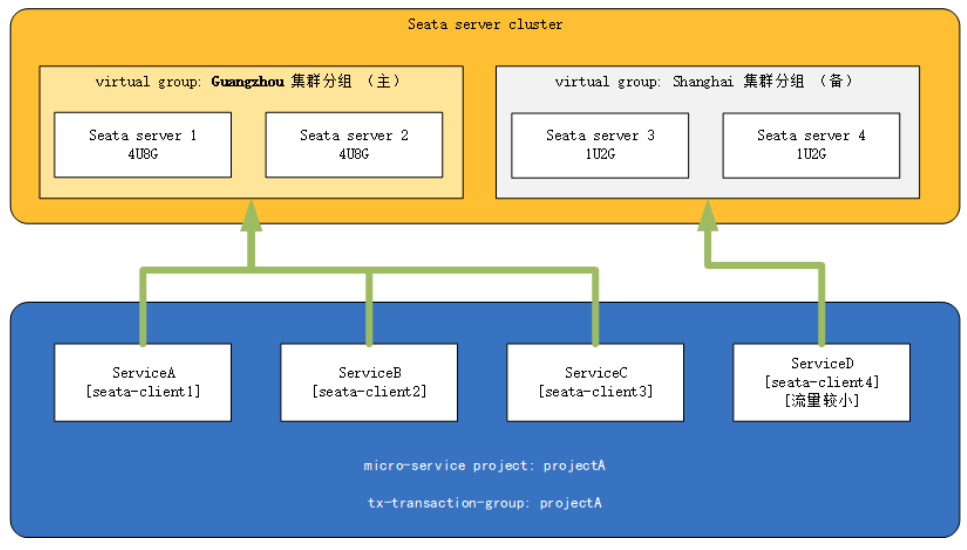 Seata server cluster
virtual group: Guangzhou 集群分组 （主）
Seata server 1
4U8G
Seata server 2
4U8G
virtual group: Shanghai 集群分组 （备）
Seata server 3
1U2G
Seata server 4
1U2G
ServiceA
[seata-client1]
ServiceB
[seata-client2]
ServiceC
[seata-client3]
ServiceD
[seata-client4]
[流量较小]
micro-service project: projectA
tx-transaction-group: projectA